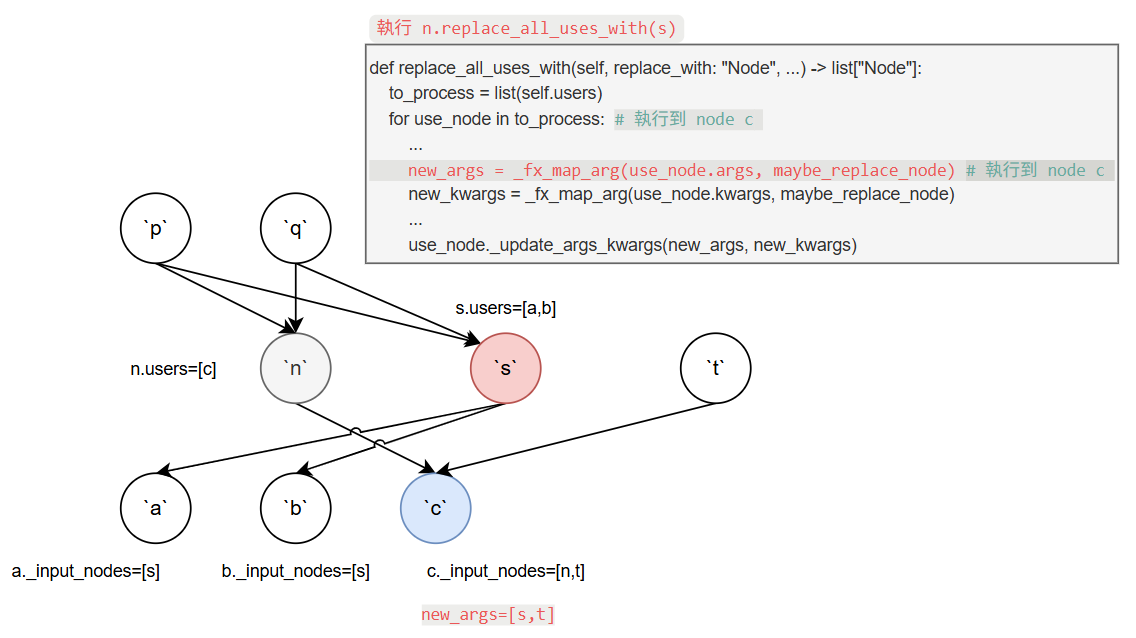 執行 n.replace_all_uses_with(s)
def replace_all_uses_with(self, replace_with: "Node", ...) -> list["Node"]:
to_process = list(self.users)
for use_node in to_process: # 執行到 node c
...
new_args = _fx_map_arg(use_node.args, maybe_replace_node) # 執行到 node c
new_kwargs = _fx_map_arg(use_node.kwargs, maybe_replace_node)
...
use_node._update_args_kwargs(new_args, new_kwargs)
`p`
`q`
s.users=[a,b]
n.users=[c]
`n`
`s`
`t`
`a`
`b`
`c`
a._input_nodes=[s]
b._input_nodes=[s]
c._input_nodes=[n,t]
new_args=[s,t]